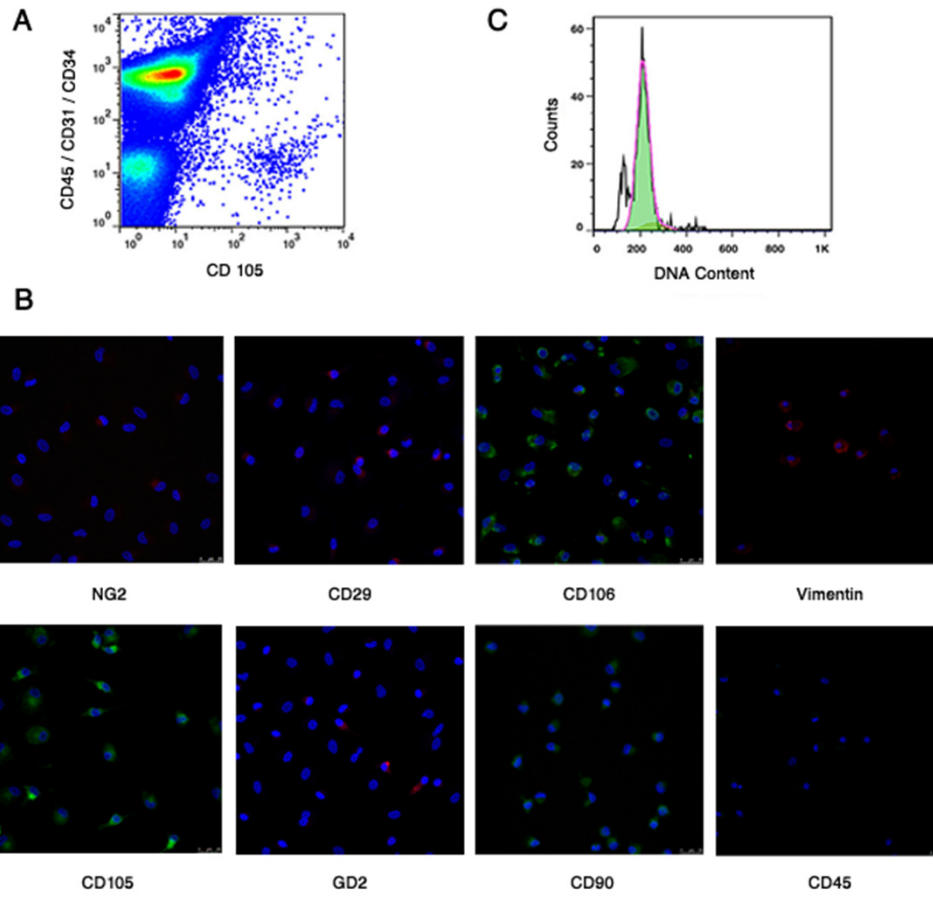 A
C
CD45 / CD31 / CD34
10^4
10^3
10^2
10^1
10^0
10^0 10^1 10^2 10^3 10^4
CD 105
Counts
60
40
20
0
0 200 400 600 800 1K
DNA Content
B
NG2 CD29 CD106 Vimentin
CD105 GD2 CD90 CD45